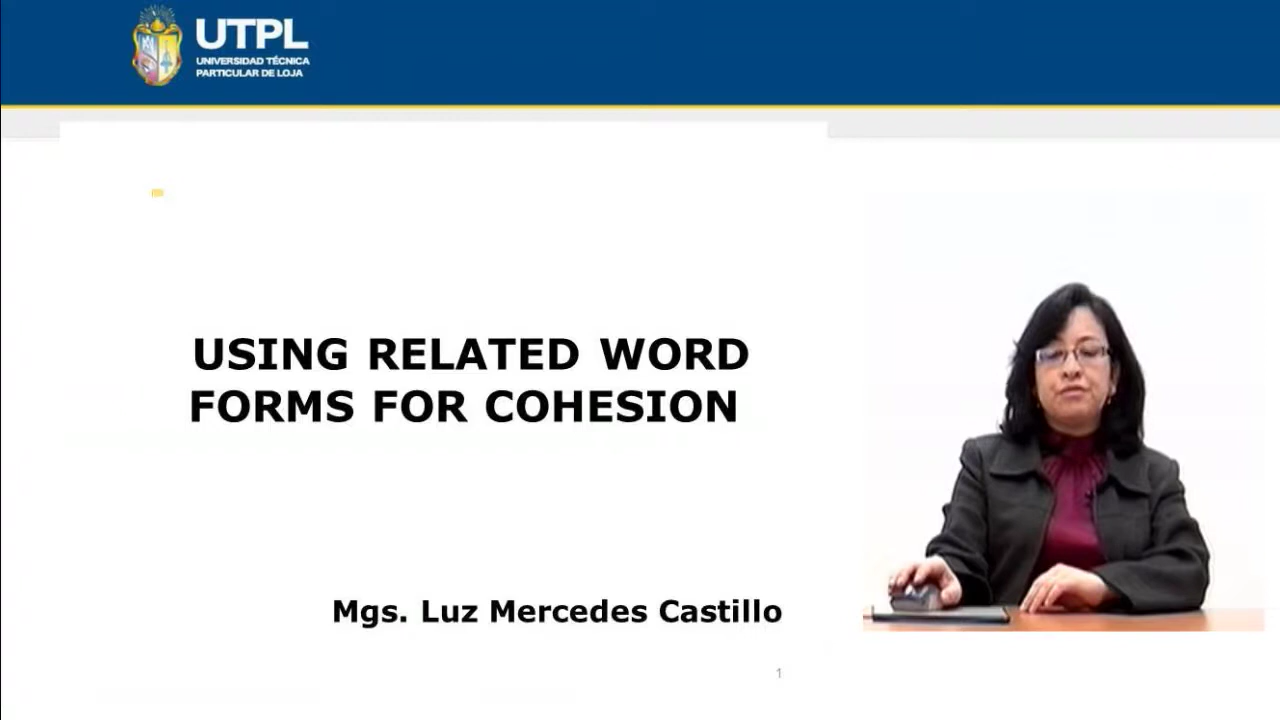 UTPL
UNIVERSIDAD TÉCNICA
PARTICULAR DE LOJA
USING RELATED WORD
FORMS FOR COHESION
Mgs. Luz Mercedes Castillo
1